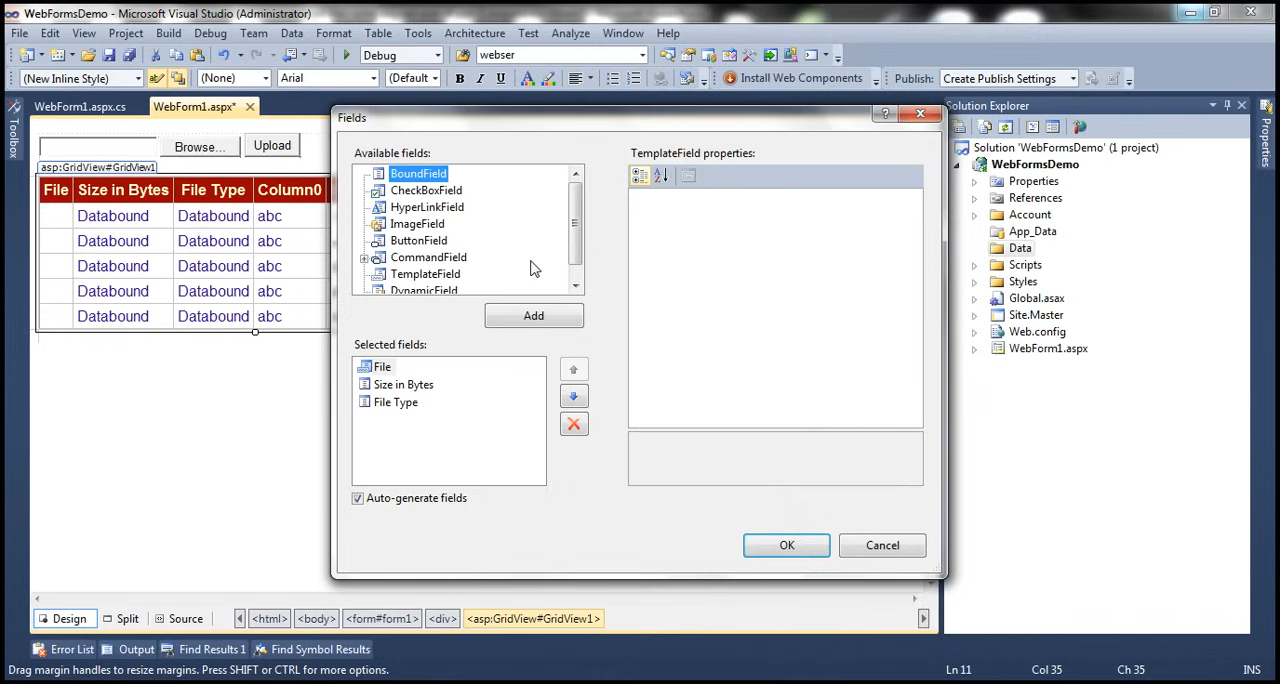 WebFormsDemo - Microsoft Visual Studio (Administrator)
File Edit View Project Build Debug Team Data Format Table Tools Architecture Test Analyze Window Help
Debug webser
(New Inline Style) (None) Arial (Default B I U A Install Web Components Publish: Create Publish Settings
WebForm1.aspx.cs WebForm1.aspx*
Toolbox
Browse... Upload
asp:GridView#GridView1
File Size in Bytes File Type Column0
Databound Databound abc
Databound Databound abc
Databound Databound abc
Databound Databound abc
Databound Databound abc
Fields
Available fields:
BoundField
CheckBoxField
HyperLinkField
ImageField
ButtonField
CommandField
TemplateField
DynamicField
Add
Selected fields:
File
Size in Bytes
File Type
Auto-generate fields
TemplateField properties:
OK Cancel
Solution Explorer
Solution 'WebFormsDemo' (1 project)
WebFormsDemo
Properties
References
Account
App_Data
Data
Scripts
Styles
Global.asax
Site.Master
Web.config
WebForm1.aspx
Properties
Design Split Source <html> <body> <form#form1> <div> <asp:GridView#GridView1>
Error List Output Find Results 1 Find Symbol Results
Drag margin handles to resize margins. Press SHIFT or CTRL for more options. Ln 11 Col 35 Ch 35 INS